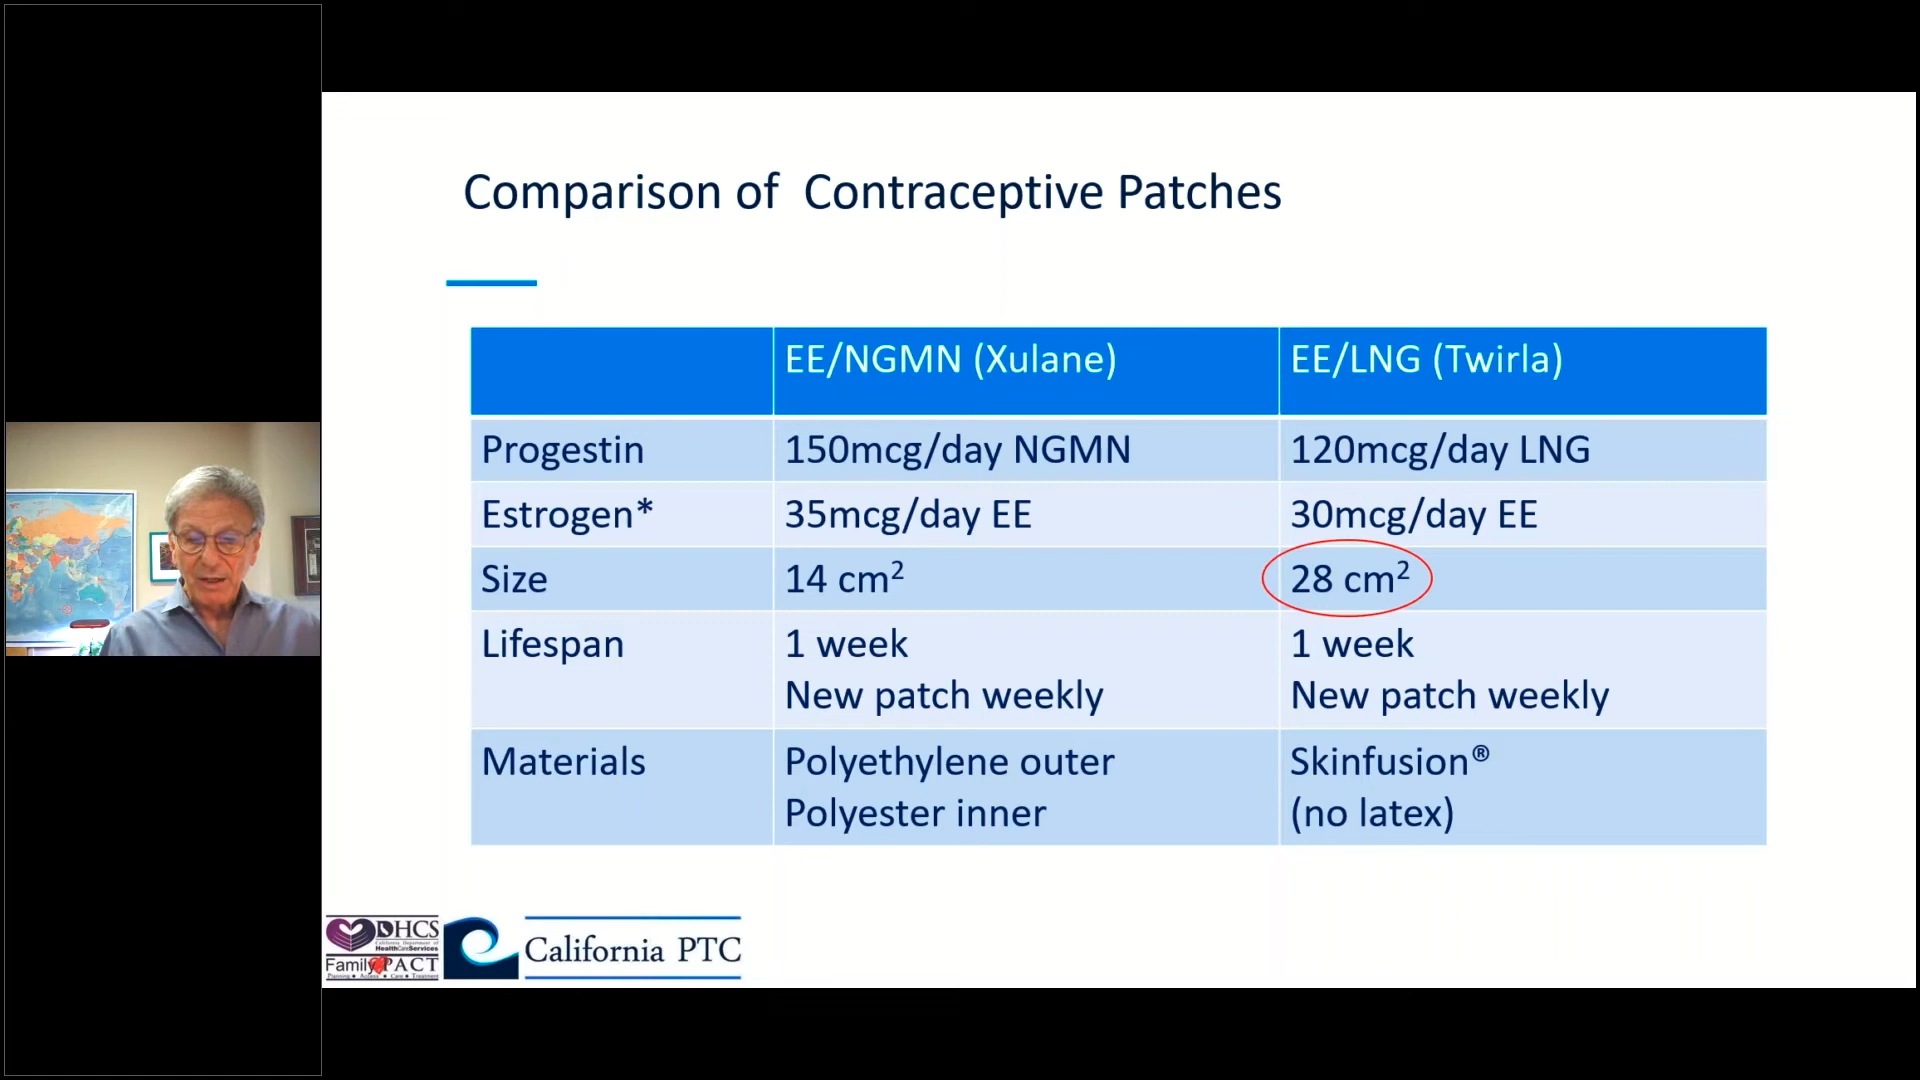 Comparison of Contraceptive Patches
EE/NGMN (Xulane)
EE/LNG (Twirla)
Progestin
150mcg/day NGMN
120mcg/day LNG
Estrogen*
35mcg/day EE
30mcg/day EE
Size
14 cm²
28 cm²
Lifespan
1 week
New patch weekly
1 week
New patch weekly
Materials
Polyethylene outer
Polyester inner
Skinfusion®
(no latex)
DHCS
California Department of
HealthCareServices
FamilyPACT
Planning • Access • Care • Treatment
California PTC